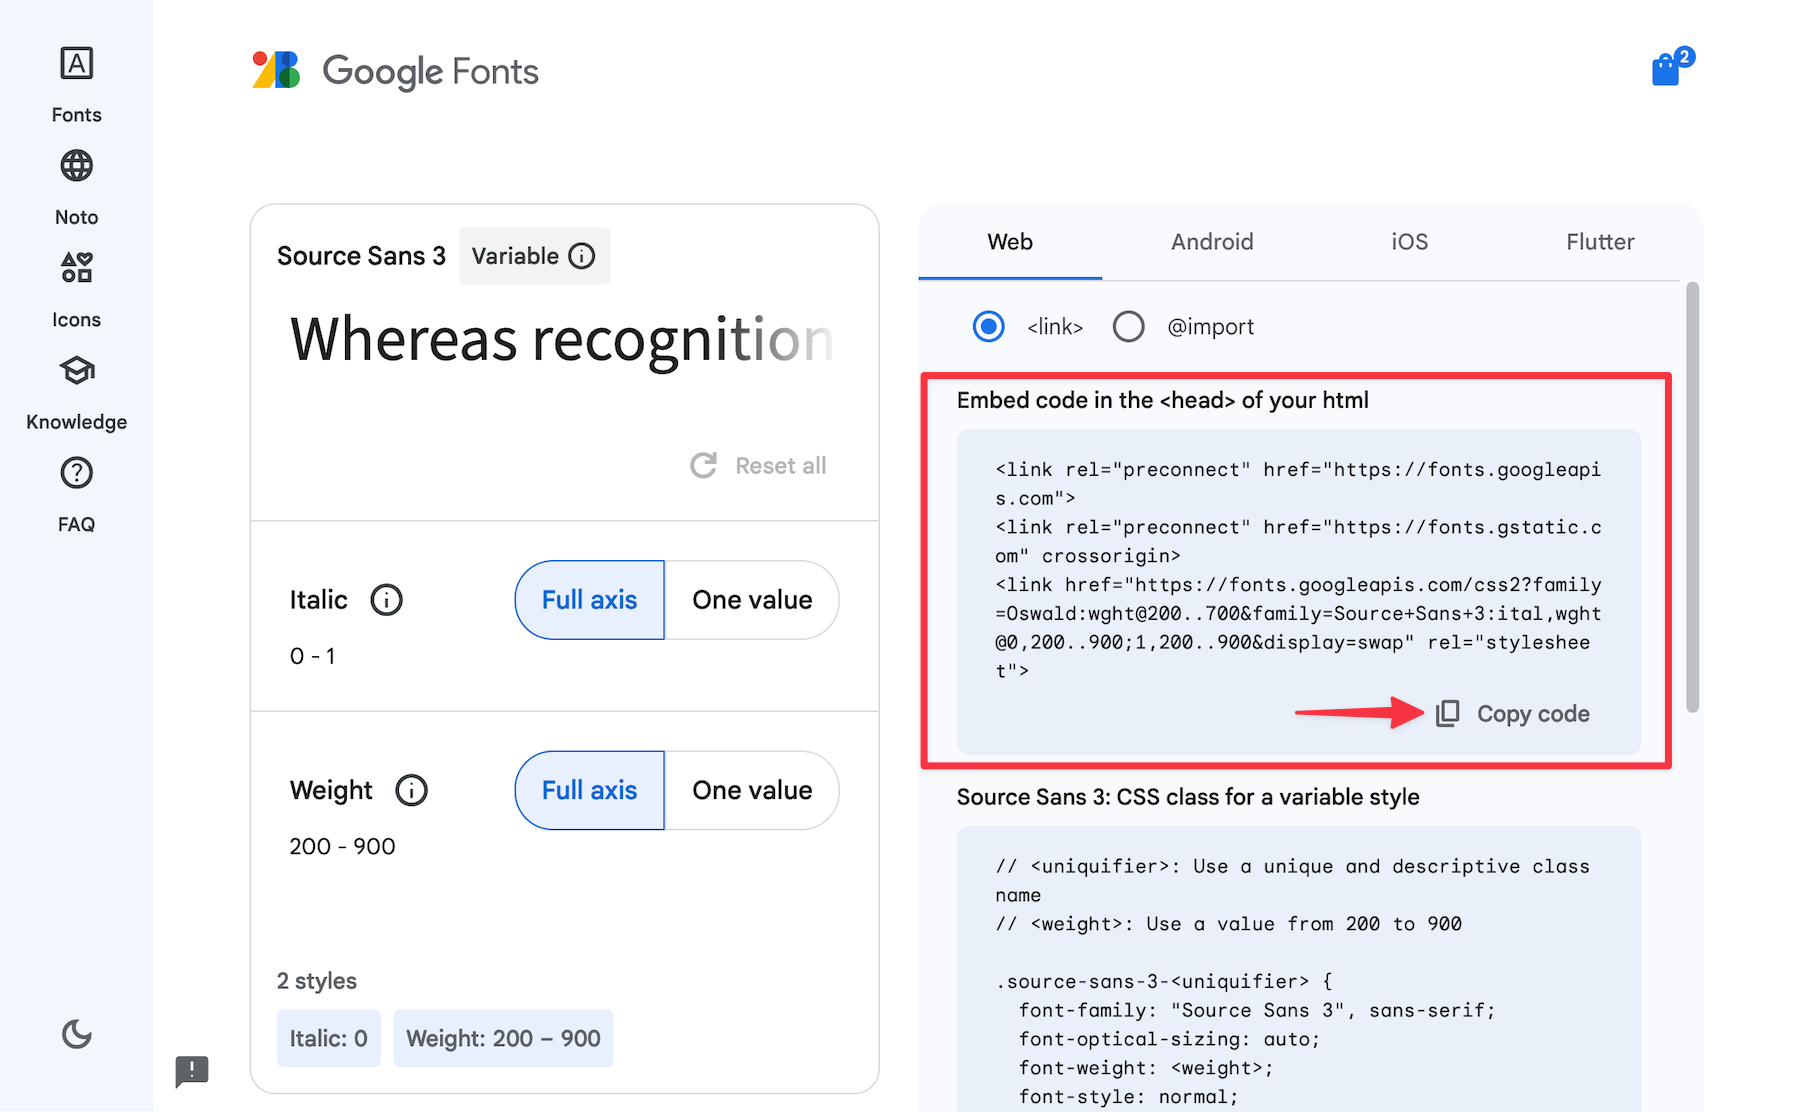 A
Fonts
Noto
Icons
Knowledge
?
FAQ
Google Fonts
2
Source Sans 3
Variable
Whereas recognition
Reset all
Italic
Full axis
One value
0 - 1
Weight
Full axis
One value
200 - 900
2 styles
Italic: 0
Weight: 200 – 900
Web
Android
iOS
Flutter
<link>
@import
Embed code in the <head> of your html
<link rel="preconnect" href="https://fonts.googleapi
s.com">
<link rel="preconnect" href="https://fonts.gstatic.c
om" crossorigin>
<link href="https://fonts.googleapis.com/css2?family
=Oswald:wght@200..700&family=Source+Sans+3:ital,wght
@0,200..900;1,200..900&display=swap" rel="styleshee
t">
Copy code
Source Sans 3: CSS class for a variable style
// <uniquifier>: Use a unique and descriptive class
name
// <weight>: Use a value from 200 to 900
.source-sans-3-<uniquifier> {
font-family: "Source Sans 3", sans-serif;
font-optical-sizing: auto;
font-weight: <weight>;
font-style: normal;